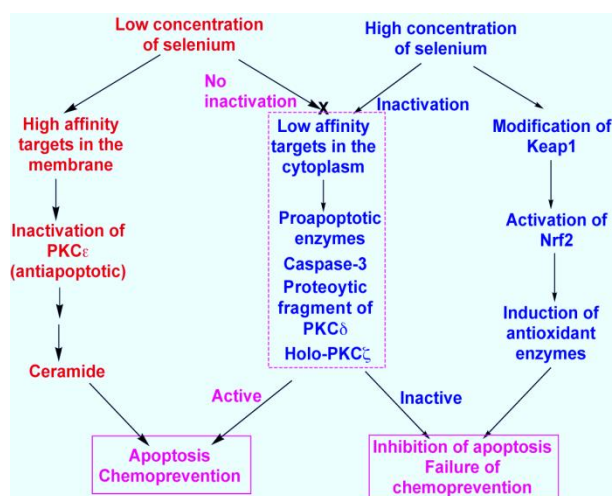 Low concentration
of selenium
High concentration
of selenium
No
inactivation
X
Inactivation
High affinity
targets in the
membrane
Low affinity
targets in the
cytoplasm
Modification of
Keap1
Inactivation of
PKCε
(antiapoptotic)
Proapoptotic
enzymes
Caspase-3
Proteoytic
fragment of
PKCδ
Holo-PKCζ
Activation of
Nrf2
Induction of
antioxidant
enzymes
Ceramide
Active
Inactive
Apoptosis
Chemoprevention
Inhibition of apoptosis
Failure of
chemoprevention